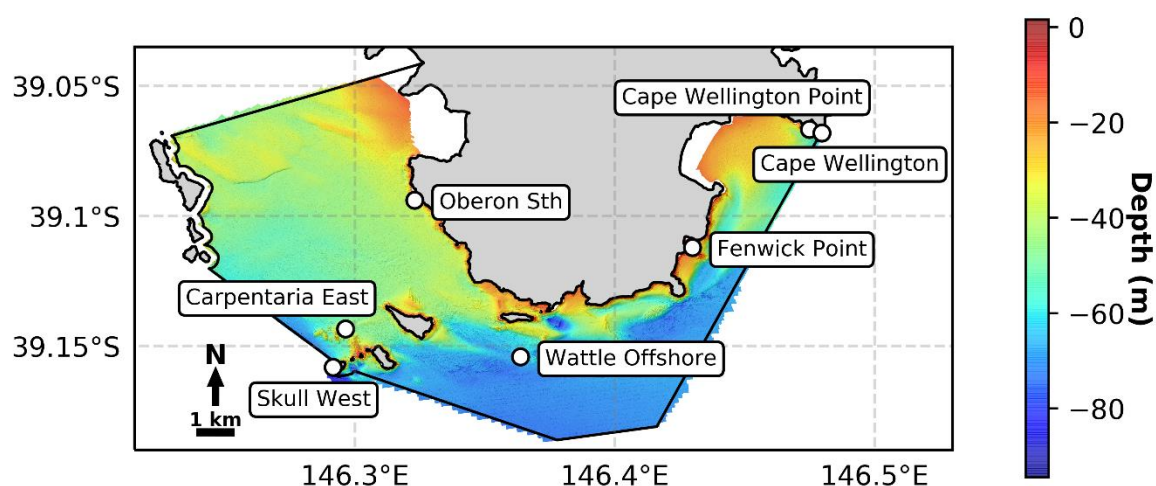 0
39.05°S
Cape Wellington Point
−20
Cape Wellington
39.1°S
Oberon Sth
−40
Fenwick Point
Depth (m)
Carpentaria East
−60
39.15°S
N
Wattle Offshore
1 km
Skull West
−80
146.3°E
146.4°E
146.5°E